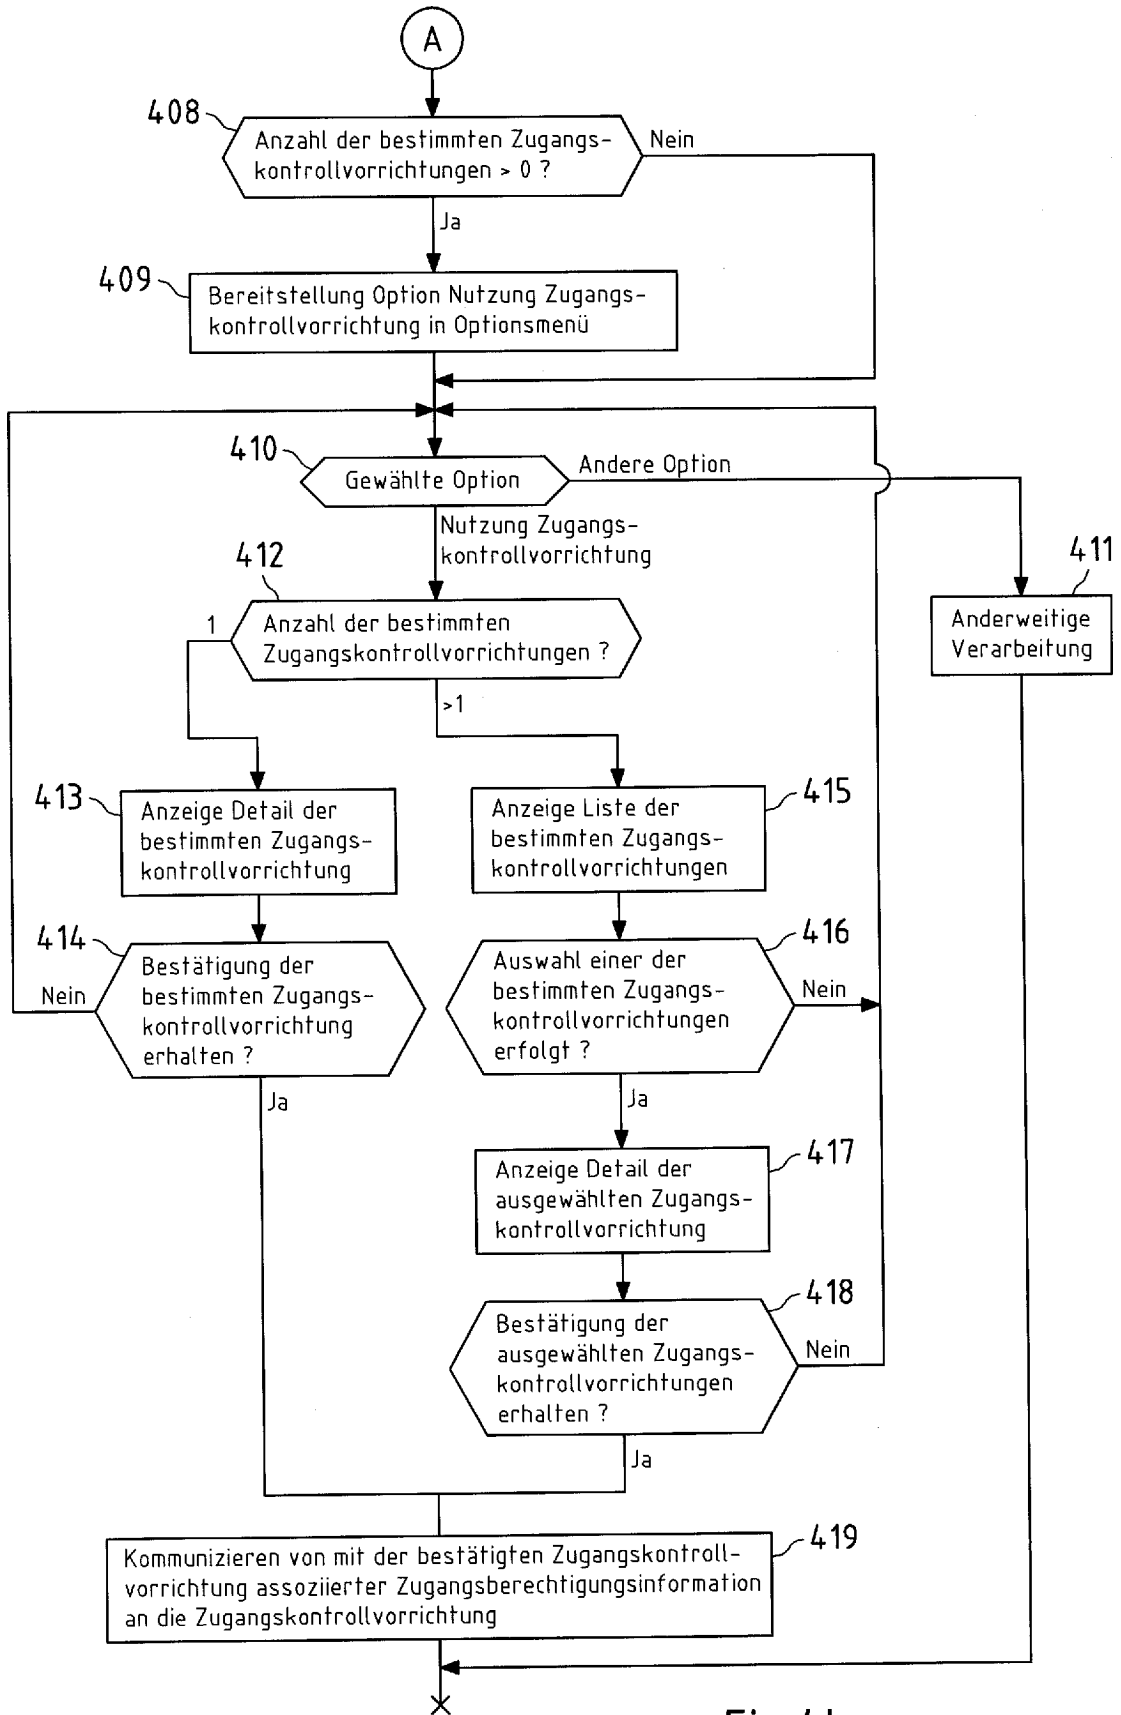 A
408
Anzahl der bestimmten Zugangs-
kontrollvorrichtungen > 0 ?
Nein
Ja
409
Bereitstellung Option Nutzung Zugangs-
kontrollvorrichtung in Optionsmenü
410
Gewählte Option
Andere Option
Nutzung Zugangs-
kontrollvorrichtung
411
Anderweitige
Verarbeitung
412
Anzahl der bestimmten
Zugangskontrollvorrichtungen ?
1
>1
413
Anzeige Detail der
bestimmten Zugangs-
kontrollvorrichtung
415
Anzeige Liste der
bestimmten Zugangs-
kontrollvorrichtungen
414
Bestätigung der
bestimmten Zugangs-
kontrollvorrichtung
erhalten ?
Nein
Ja
416
Auswahl einer der
bestimmten Zugangs-
kontrollvorrichtungen
erfolgt ?
Nein
Ja
417
Anzeige Detail der
ausgewählten Zugangs-
kontrollvorrichtung
418
Bestätigung der
ausgewählten Zugangs-
kontrollvorrichtungen
erhalten ?
Nein
Ja
419
Kommunizieren von mit der bestätigten Zugangskontroll-
vorrichtung assoziierter Zugangsberechtigungsinformation
an die Zugangskontrollvorrichtung